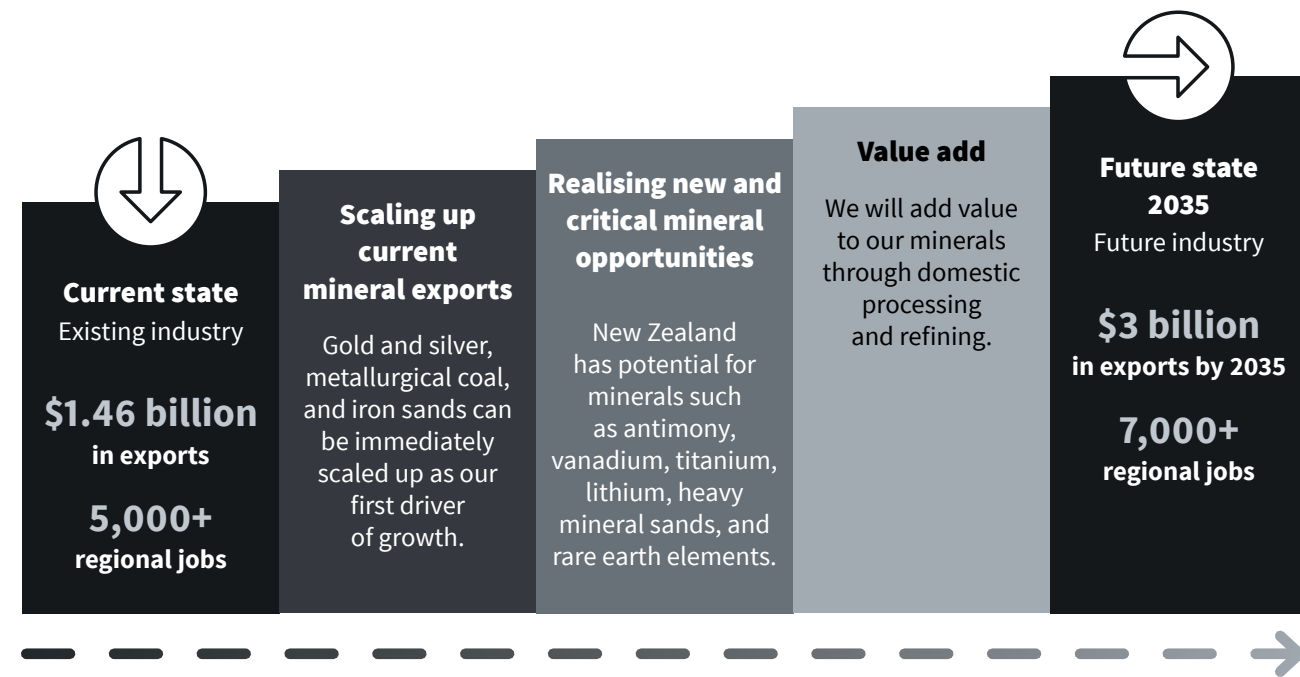 Current state
Existing industry
$1.46 billion
in exports
5,000+
regional jobs
Scaling up
current
mineral exports
Gold and silver,
metallurgical coal,
and iron sands can
be immediately
scaled up as our
first driver
of growth.
Realising new and
critical mineral
opportunities
New Zealand
has potential for
minerals such
as antimony,
vanadium, titanium,
lithium, heavy
mineral sands, and
rare earth elements.
Value add
We will add value
to our minerals
through domestic
processing
and refining.
Future state
2035
Future industry
$3 billion
in exports by 2035
7,000+
regional jobs